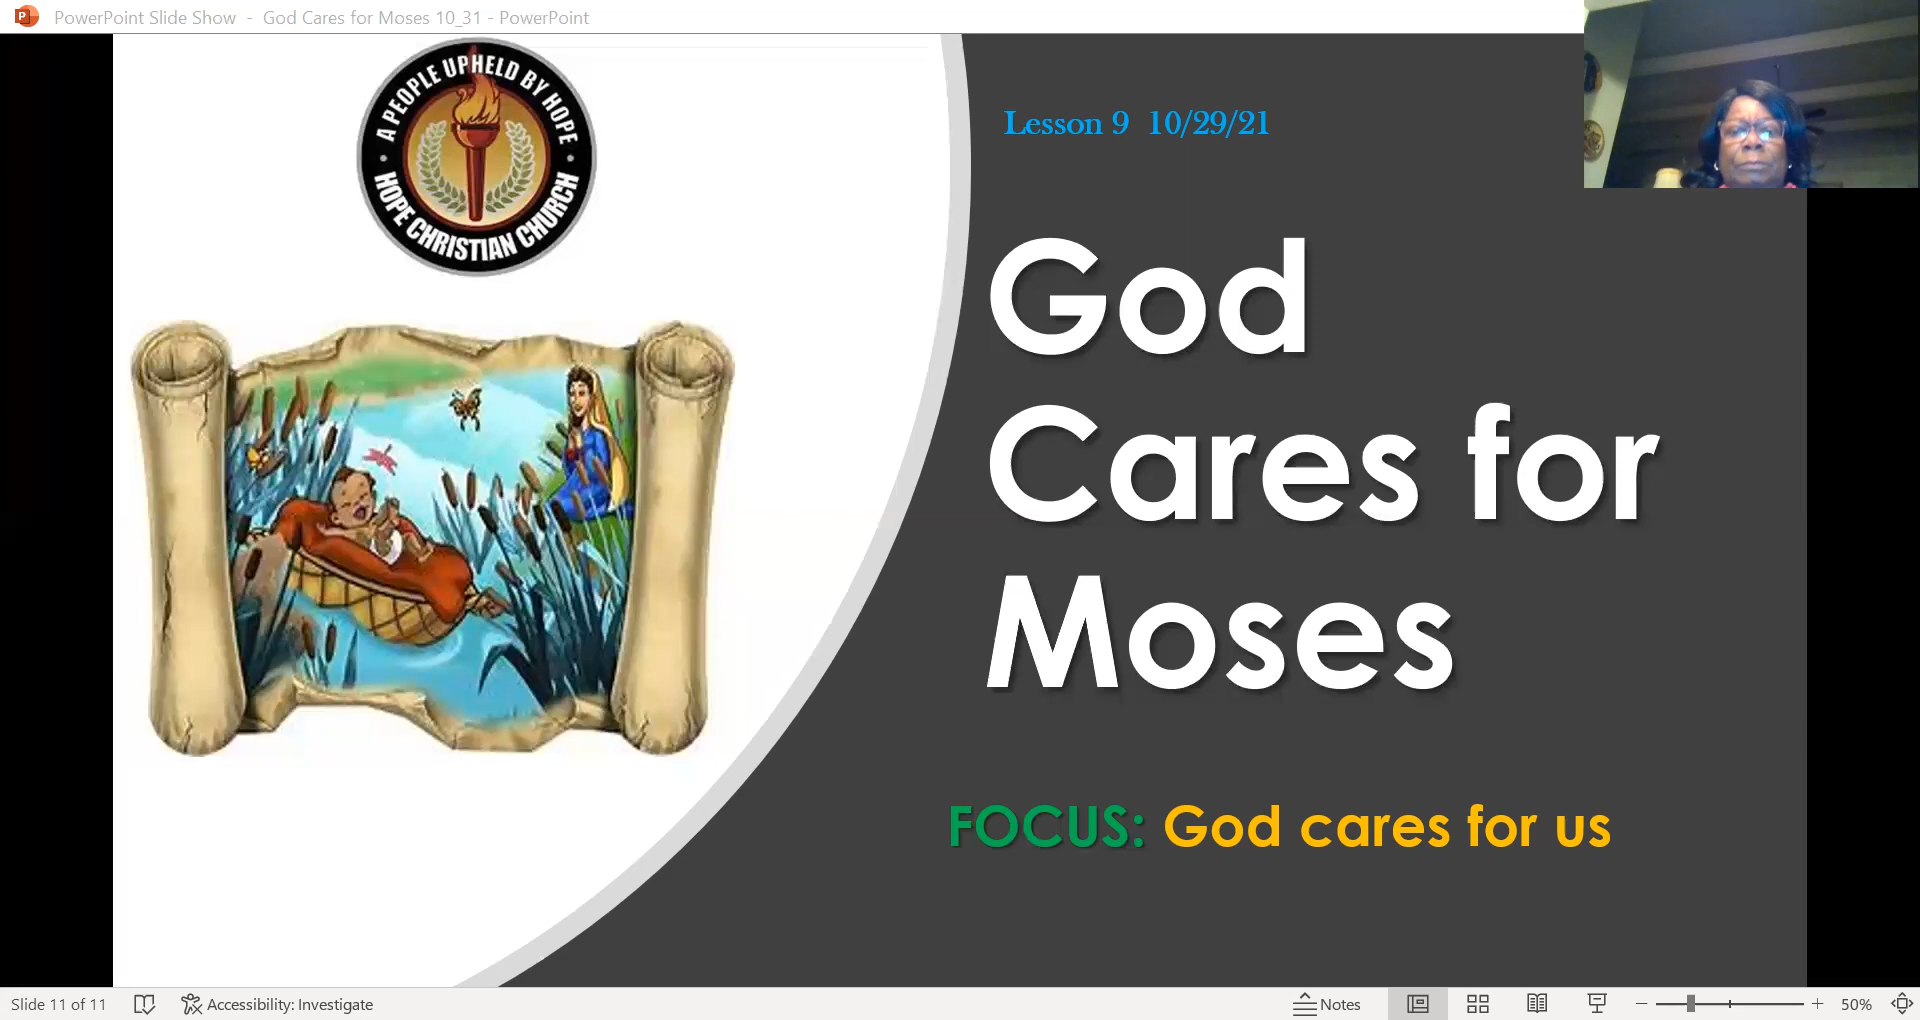 PowerPoint Slide Show - God Cares for Moses 10_31 - PowerPoint
A PEOPLE UPHELD BY HOPE
HOPE CHRISTIAN CHURCH
Lesson 9 10/29/21
God
Cares for
Moses
FOCUS: God cares for us
Slide 11 of 11
Accessibility: Investigate
Notes
50%